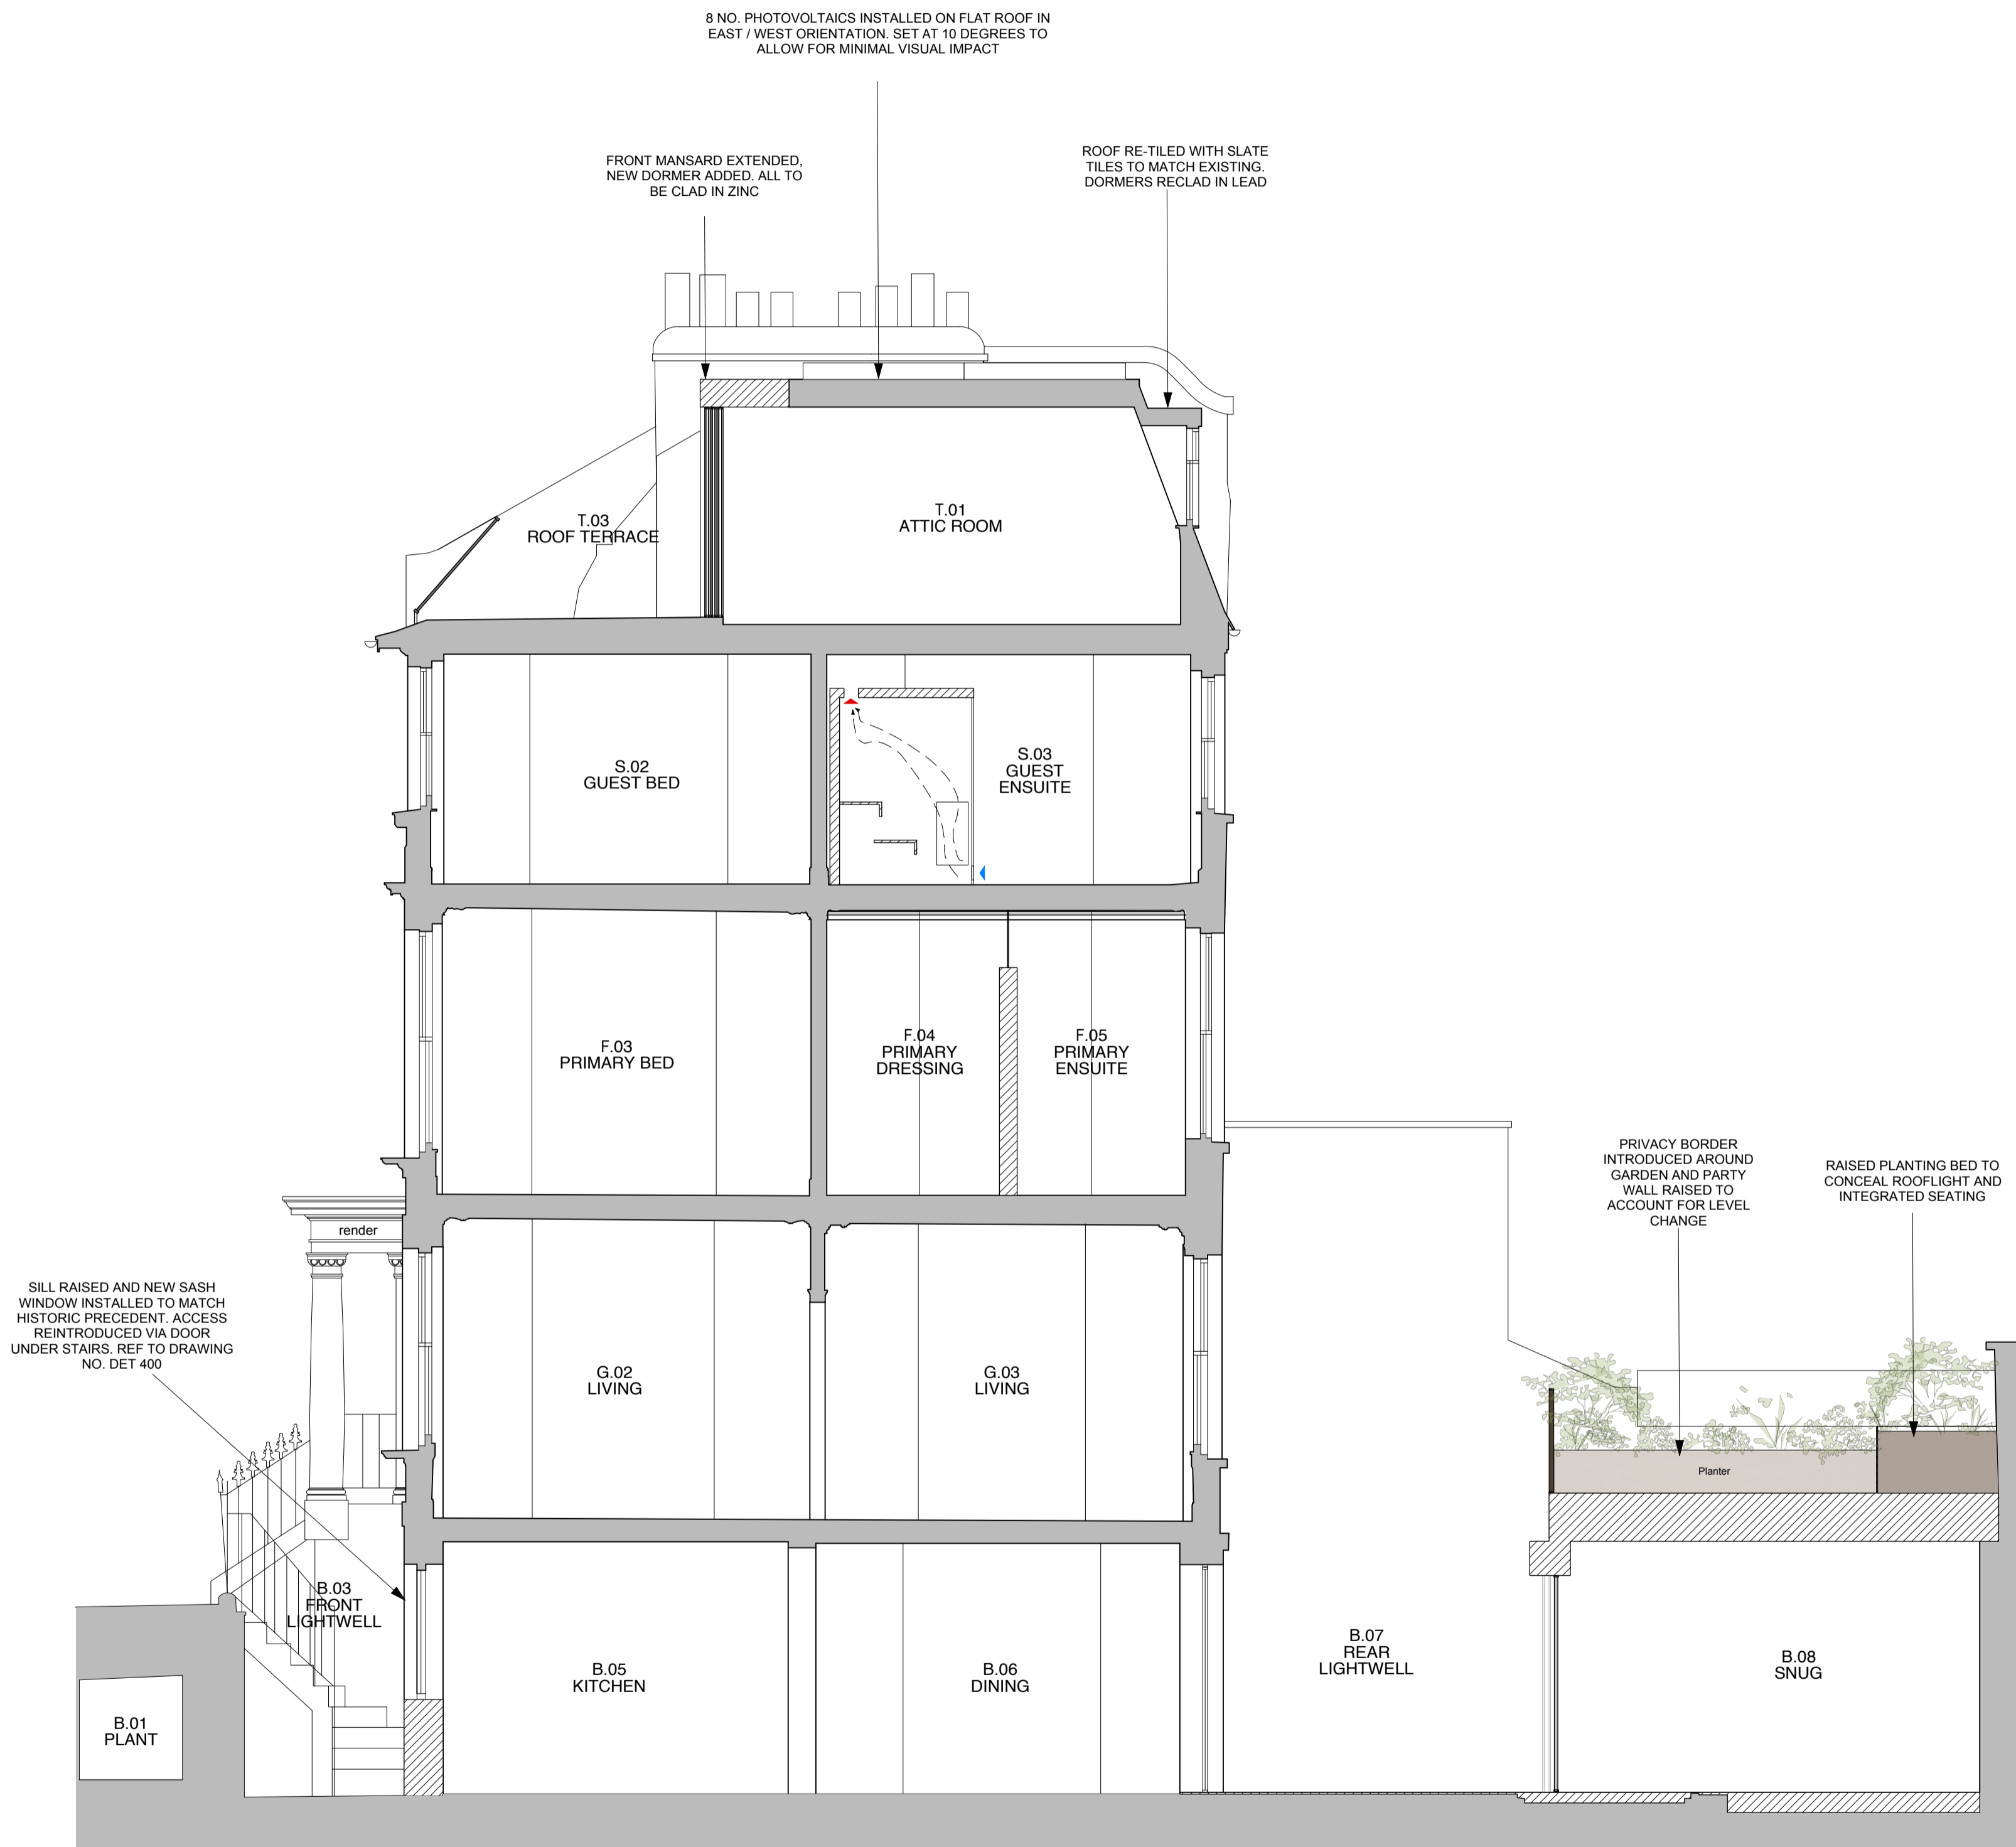 8 NO. PHOTOVOLTAICS INSTALLED ON FLAT ROOF IN
EAST / WEST ORIENTATION. SET AT 10 DEGREES TO
ALLOW FOR MINIMAL VISUAL IMPACT
FRONT MANSARD EXTENDED,
NEW DORMER ADDED. ALL TO
BE CLAD IN ZINC
ROOF RE-TILED WITH SLATE
TILES TO MATCH EXISTING.
DORMERS RECLAD IN LEAD
T.03
ROOF TERRACE
T.01
ATTIC ROOM
S.02
GUEST BED
S.03
GUEST
ENSUITE
F.03
PRIMARY BED
F.04
PRIMARY
DRESSING
F.05
PRIMARY
ENSUITE
PRIVACY BORDER
INTRODUCED AROUND
GARDEN AND PARTY
WALL RAISED TO
ACCOUNT FOR LEVEL
CHANGE
RAISED PLANTING BED TO
CONCEAL ROOFLIGHT AND
INTEGRATED SEATING
render
SILL RAISED AND NEW SASH
WINDOW INSTALLED TO MATCH
HISTORIC PRECEDENT. ACCESS
REINTRODUCED VIA DOOR
UNDER STAIRS. REF TO DRAWING
NO. DET 400
G.02
LIVING
G.03
LIVING
Planter
B.03
FRONT
LIGHTWELL
B.05
KITCHEN
B.06
DINING
B.07
REAR
LIGHTWELL
B.08
SNUG
B.01
PLANT